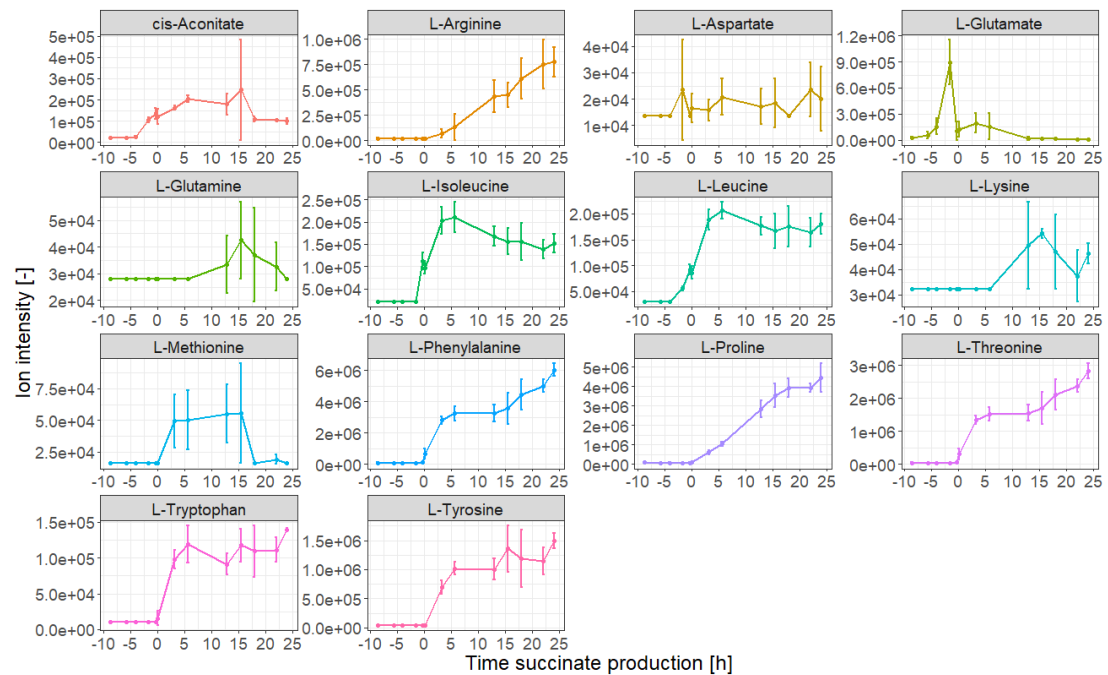 cis-Aconitate L-Arginine L-Aspartate L-Glutamate
5e+05 4e+05 3e+05 2e+05 1e+05 0e+00
1.0e+06 7.5e+05 5.0e+05 2.5e+05 0.0e+00
4e+04 3e+04 2e+04 1e+04
1.2e+06 9.0e+05 6.0e+05 3.0e+05 0.0e+00
-10 -5 0 5 10 15 20 25 -10 -5 0 5 10 15 20 25 -10 -5 0 5 10 15 20 25 -10 -5 0 5 10 15 20 25
L-Glutamine L-Isoleucine L-Leucine L-Lysine
5e+04 4e+04 3e+04 2e+04
2.5e+05 2.0e+05 1.5e+05 1.0e+05 5.0e+04
2.0e+05 1.5e+05 1.0e+05 5.0e+04
6e+04 5e+04 4e+04 3e+04
-10 -5 0 5 10 15 20 25 -10 -5 0 5 10 15 20 25 -10 -5 0 5 10 15 20 25 -10 -5 0 5 10 15 20 25
L-Methionine L-Phenylalanine L-Proline L-Threonine
7.5e+04 5.0e+04 2.5e+04
6e+06 4e+06 2e+06 0e+00
5e+06 4e+06 3e+06 2e+06 1e+06 0e+00
3e+06 2e+06 1e+06 0e+00
-10 -5 0 5 10 15 20 25 -10 -5 0 5 10 15 20 25 -10 -5 0 5 10 15 20 25 -10 -5 0 5 10 15 20 25
L-Tryptophan L-Tyrosine
1.5e+05 1.0e+05 5.0e+04 0.0e+00
1.5e+06 1.0e+06 5.0e+05 0.0e+00
-10 -5 0 5 10 15 20 25 -10 -5 0 5 10 15 20 25
Ion intensity [-]
Time succinate production [h]